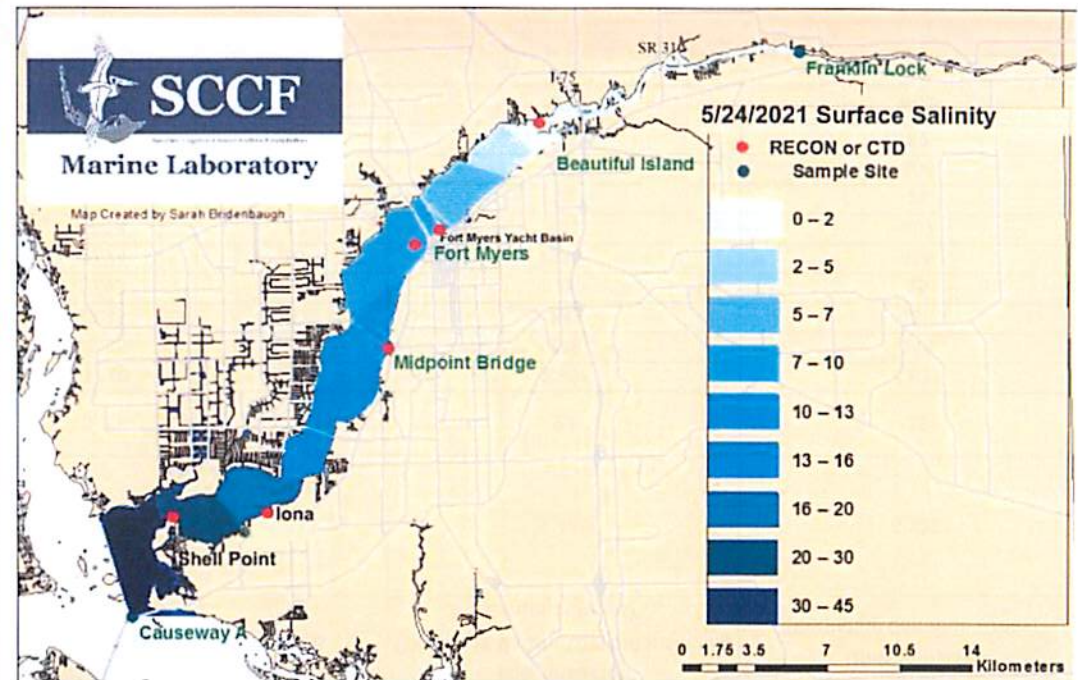 SCCF
Marine Laboratory
Map Created by Sarah Bridenbaugh
I-75
Franklin Lock
5/24/2021 Surface Salinity
RECON or CTD
Sample Site
Beautiful Island
Fort Myers Yacht Basin
Fort Myers
Midpoint Bridge
Iona
Shell Point
Causeway A
0 – 2
2 – 5
5 – 7
7 – 10
10 – 13
13 – 16
16 – 20
20 – 30
30 – 45
0 1.75 3.5 7 10.5 14
Kilometers